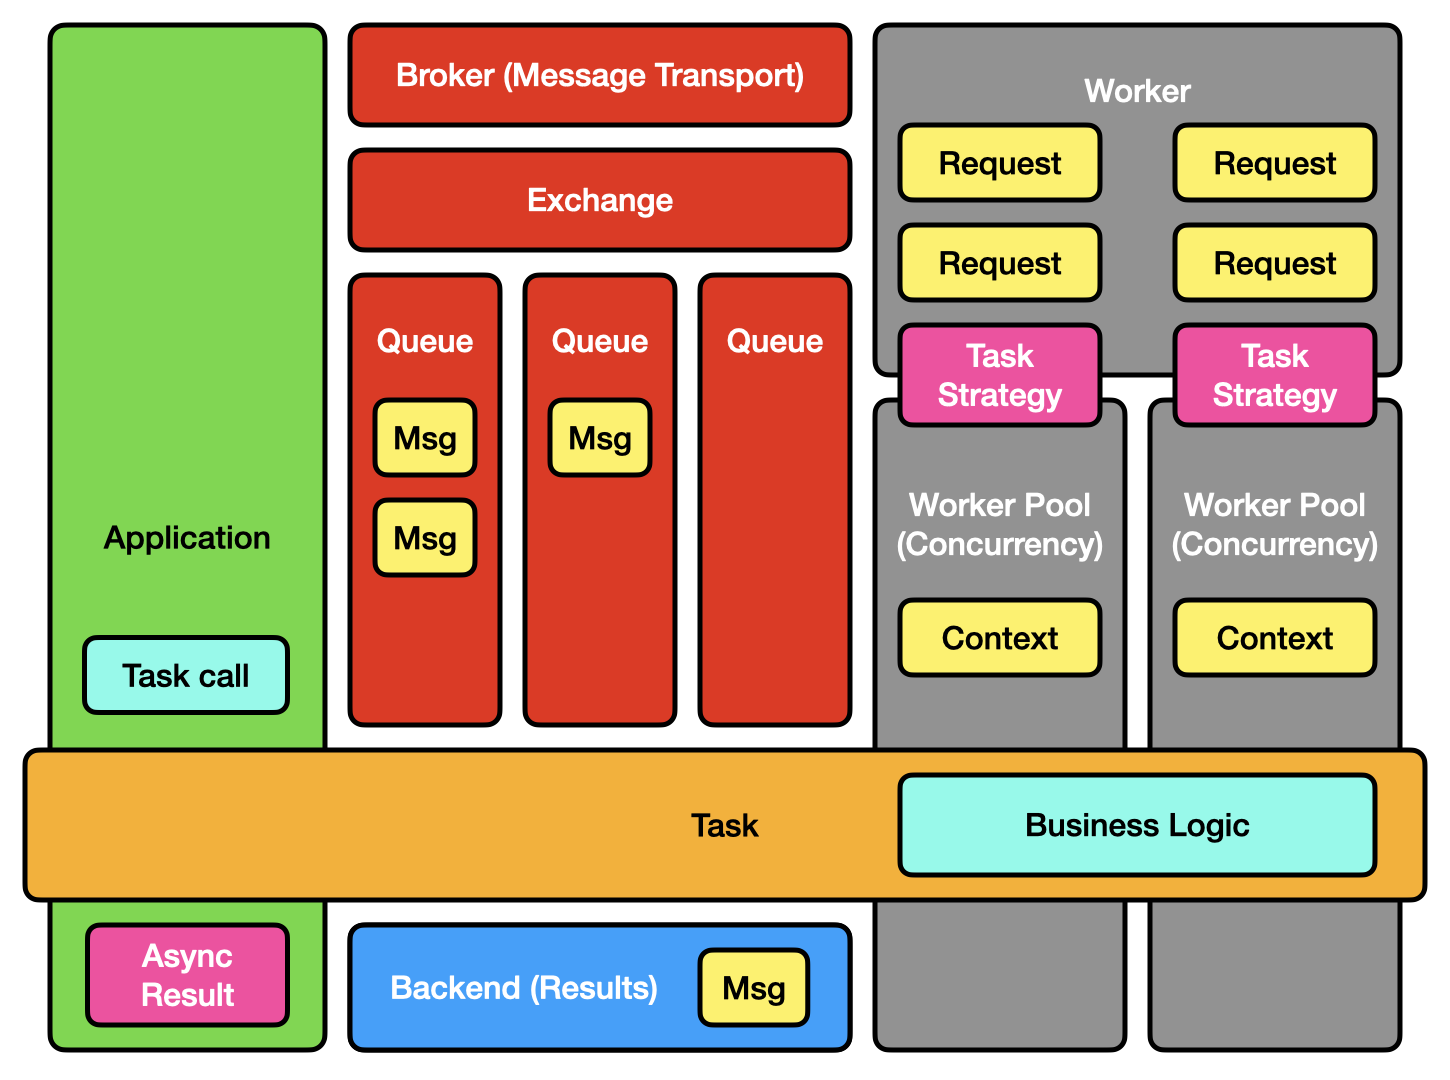 Broker (Message Transport)
Worker
Request
Request
Exchange
Request
Request
Queue
Queue
Queue
Task
Strategy
Task
Strategy
Msg
Msg
Msg
Worker Pool
(Concurrency)
Worker Pool
(Concurrency)
Application
Context
Context
Task call
Task
Business Logic
Async
Result
Backend (Results)
Msg